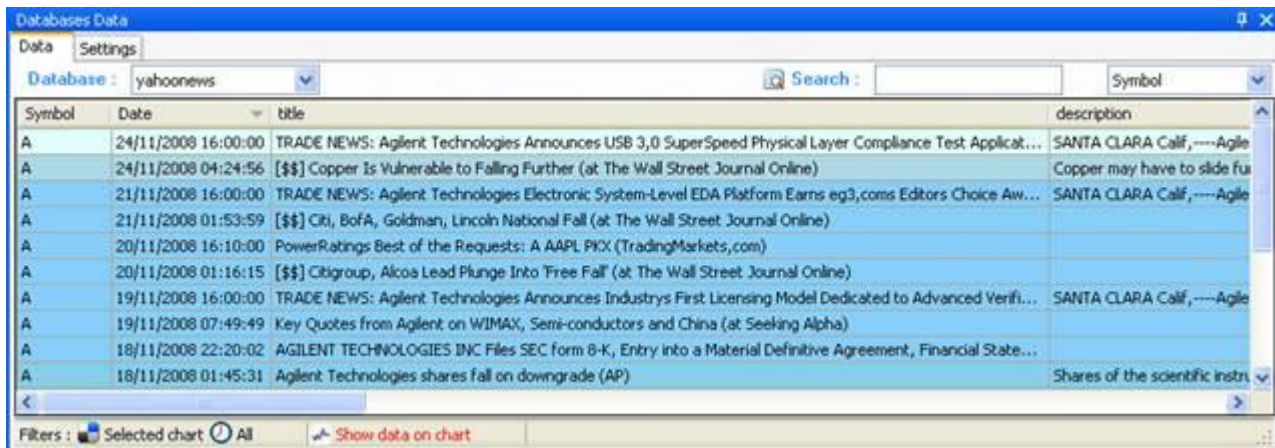 Databases Data
Data Settings
Database : yahoonews Search : Symbol
Symbol Date title description
A 24/11/2008 16:00:00 TRADE NEWS: Agilent Technologies Announces USB 3,0 SuperSpeed Physical Layer Compliance Test Applicat... SANTA CLARA Calif,----Agile
A 24/11/2008 04:24:56 [$$] Copper Is Vulnerable to Falling Further (at The Wall Street Journal Online) Copper may have to slide fu
A 21/11/2008 16:00:00 TRADE NEWS: Agilent Technologies Electronic System-Level EDA Platform Earns eg3,coms Editors Choice Aw... SANTA CLARA Calif,----Agile
A 21/11/2008 01:53:59 [$$] Citi, BofA, Goldman, Lincoln National Fall (at The Wall Street Journal Online)
A 20/11/2008 16:10:00 PowerRatings Best of the Requests: A AAPL PKX (TradingMarkets,com)
A 20/11/2008 01:16:15 [$$] Citigroup, Alcoa Lead Plunge Into 'Free Fall' (at The Wall Street Journal Online)
A 19/11/2008 16:00:00 TRADE NEWS: Agilent Technologies Announces Industrys First Licensing Model Dedicated to Advanced Verifi... SANTA CLARA Calif,----Agile
A 19/11/2008 07:49:49 Key Quotes from Agilent on WIMAX, Semi-conductors and China (at Seeking Alpha)
A 18/11/2008 22:20:02 AGILENT TECHNOLOGIES INC Files SEC form 8-K, Entry into a Material Definitive Agreement, Financial State...
A 18/11/2008 01:45:31 Agilent Technologies shares fall on downgrade (AP) Shares of the scientific instru
Filters : Selected chart All Show data on chart